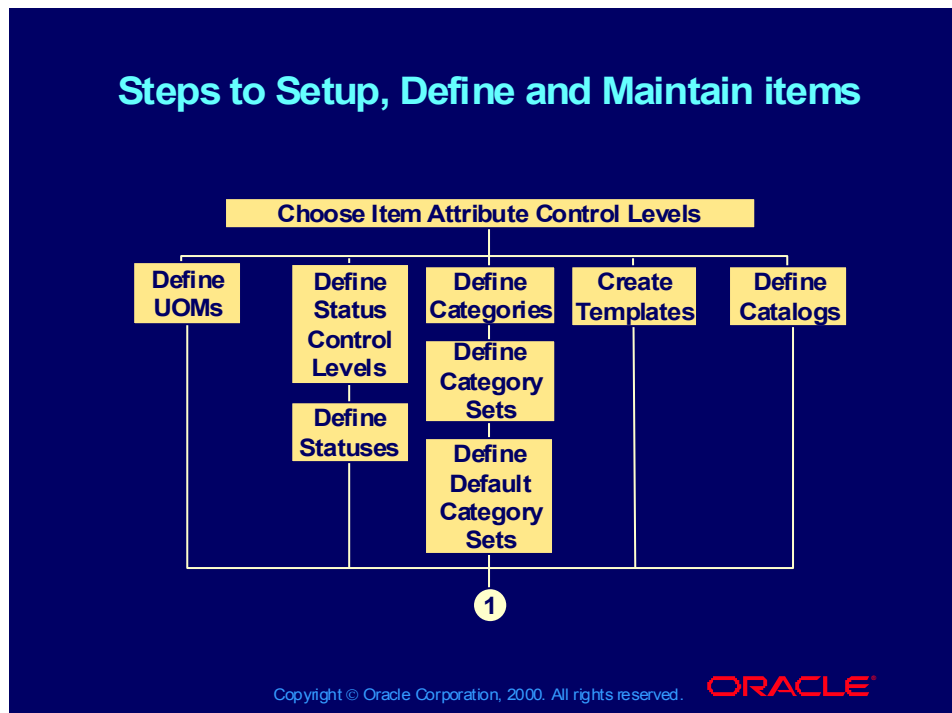 Steps to Setup, Define and Maintain items
Choose Item Attribute Control Levels
Define
UOMs
Define
Status
Control
Levels
Define
Statuses
Define
Categories
Define
Category
Sets
Define
Default
Category
Sets
Create
Templates
Define
Catalogs
1
Copyright © Oracle Corporation, 2000. All rights reserved.
ORACLE®